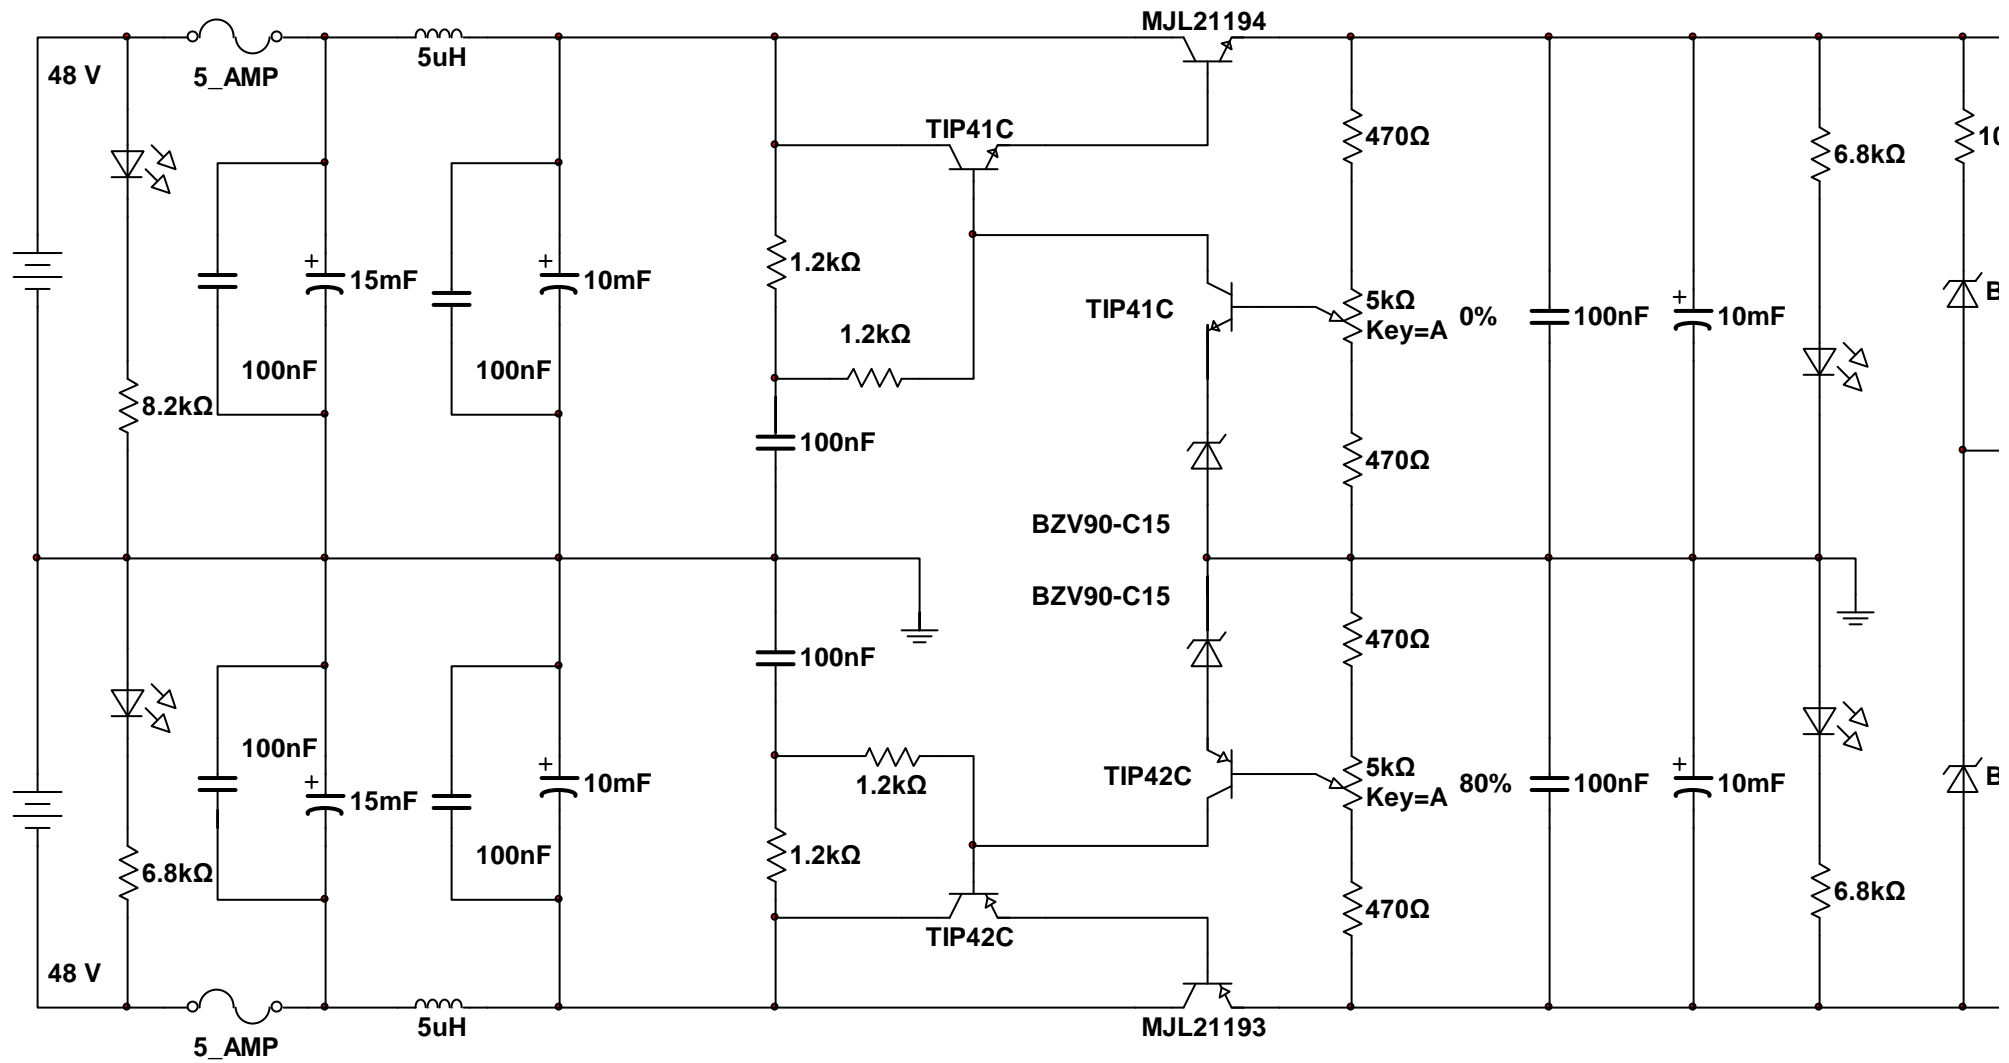 MJL21194
48 V
5_AMP
5uH
TIP41C
470Ω
6.8kΩ
10
+
15mF
+
10mF
1.2kΩ
1.2kΩ
TIP41C
5kΩ
Key=A
0%
100nF
+
10mF
B
100nF
100nF
8.2kΩ
100nF
470Ω
BZV90-C15
BZV90-C15
100nF
470Ω
100nF
+
15mF
+
10mF
1.2kΩ
TIP42C
5kΩ
Key=A
80%
100nF
+
10mF
B
100nF
1.2kΩ
6.8kΩ
470Ω
6.8kΩ
TIP42C
48 V
5_AMP
5uH
MJL21193